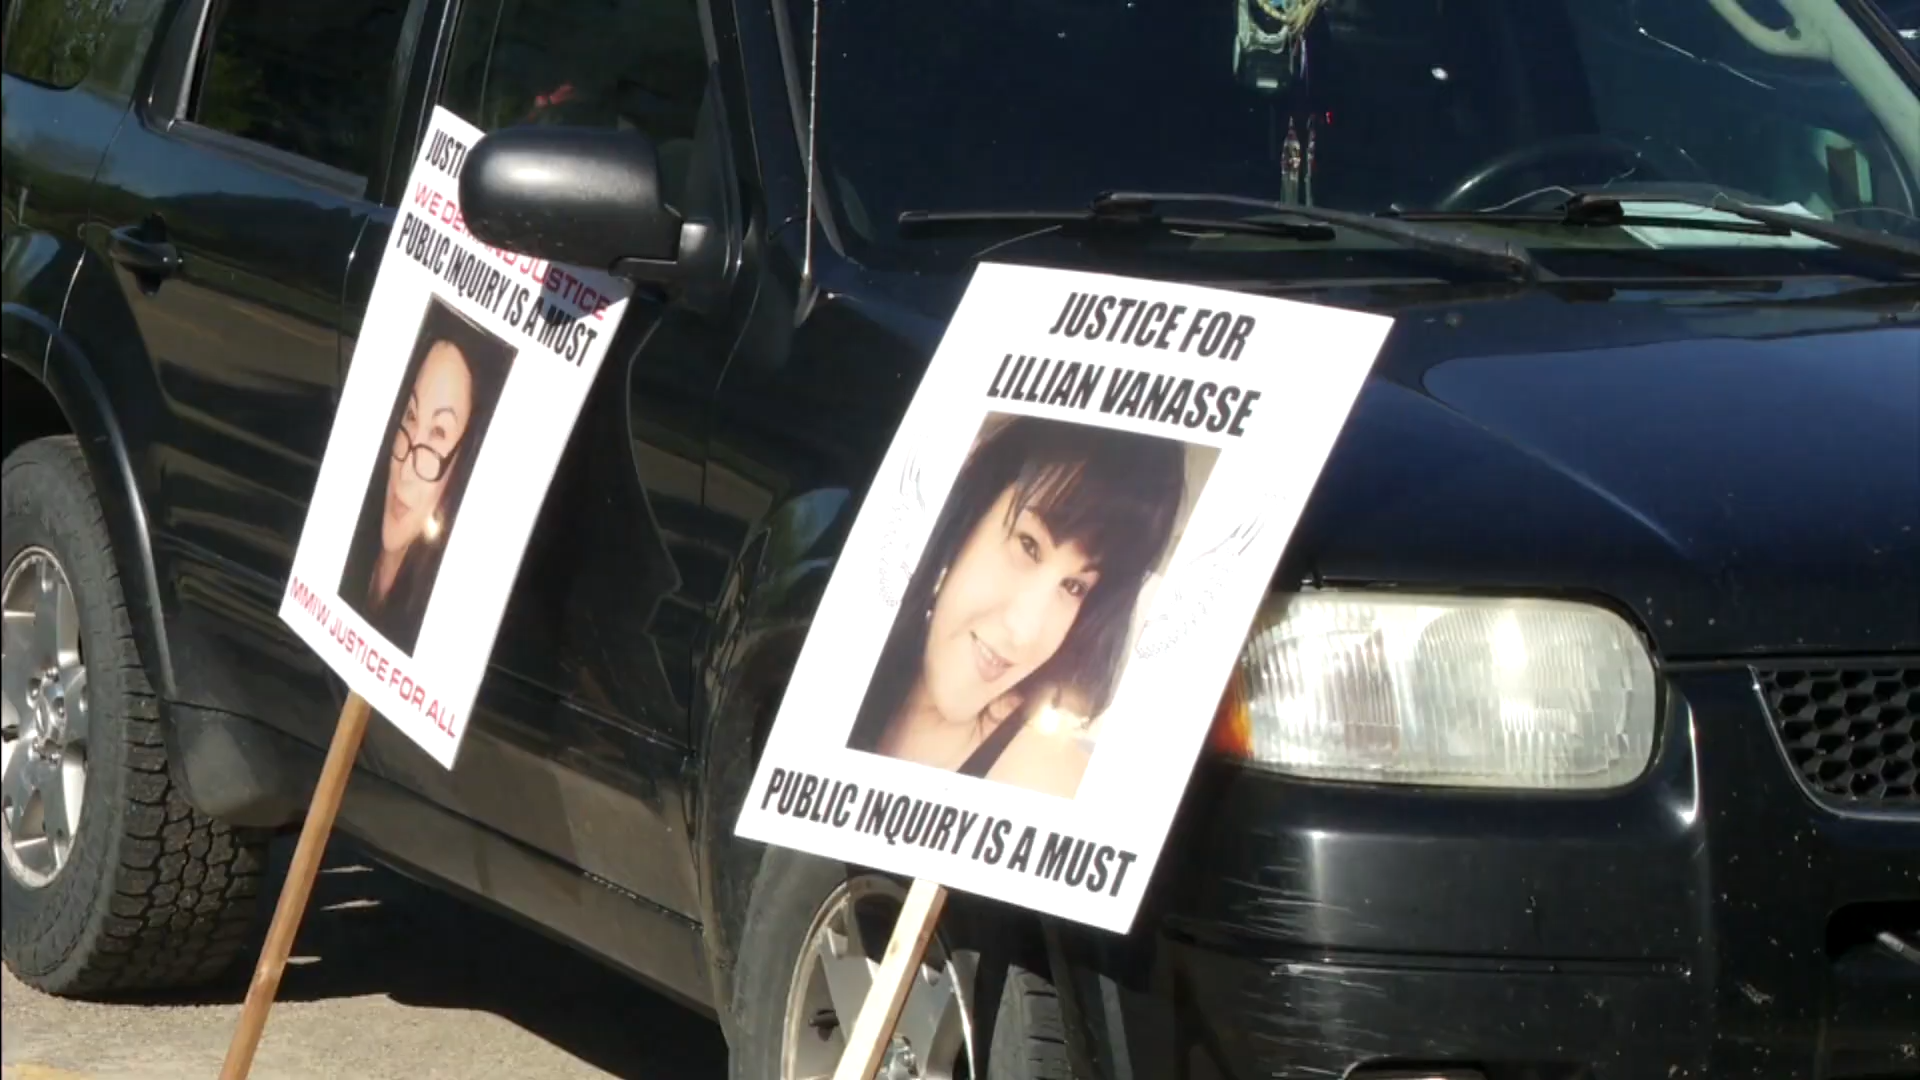 JUSTI
WE DEMAND JUSTICE
PUBLIC INQUIRY IS A MUST
MMIW JUSTICE FOR ALL
JUSTICE FOR
LILLIAN VANASSE
PUBLIC INQUIRY IS A MUST